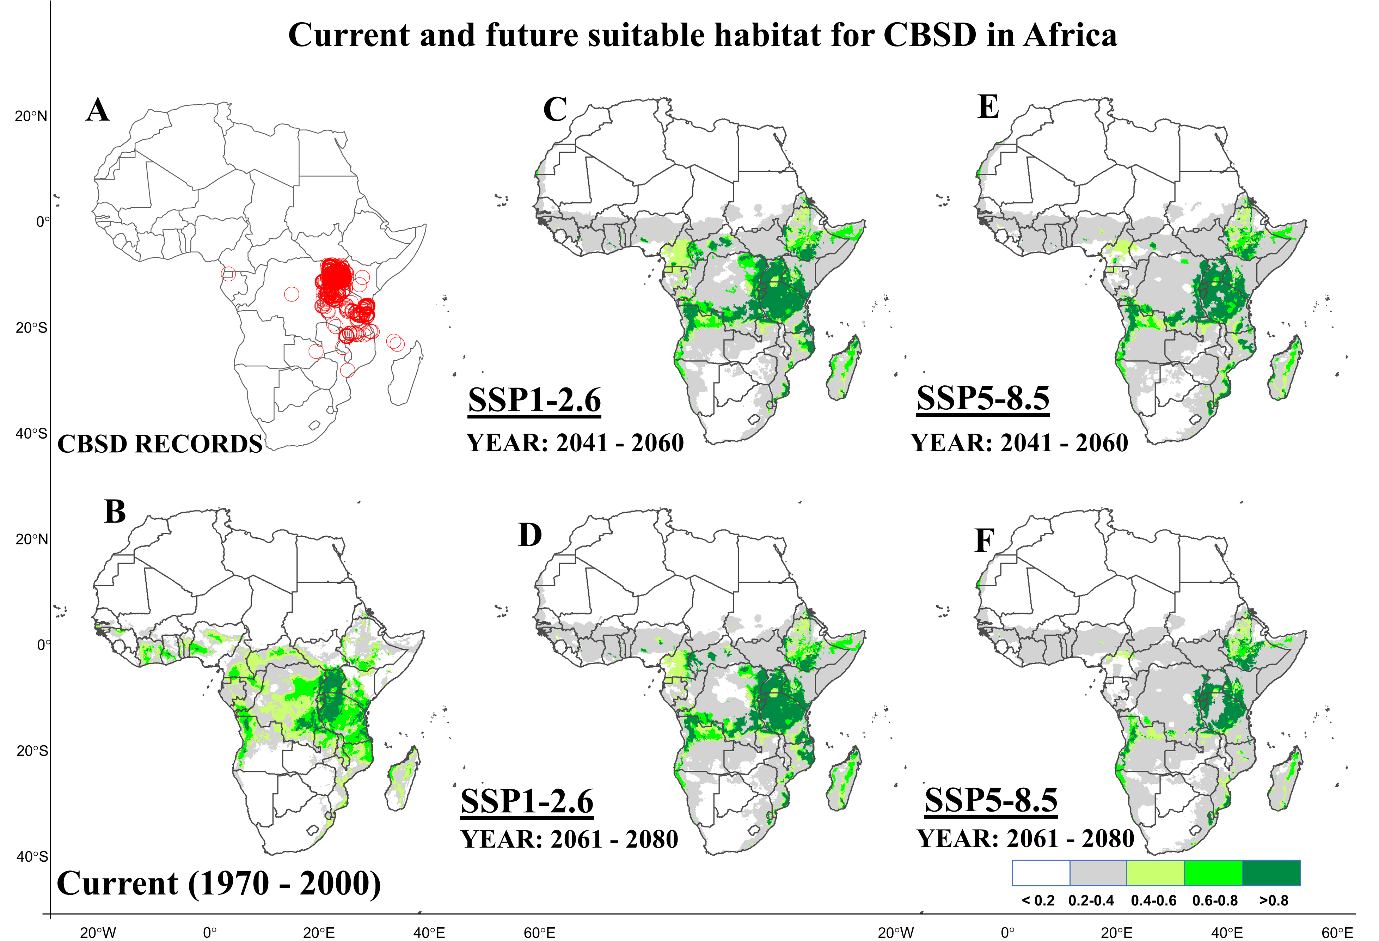 Current and future suitable habitat for CBSD in Africa
A
C
E
20°N
0°
20°S
40°S
CBSD RECORDS
SSP1-2.6
YEAR: 2041 - 2060
SSP5-8.5
YEAR: 2041 - 2060
B
D
F
20°N
0°
20°S
40°S
Current (1970 - 2000)
SSP1-2.6
YEAR: 2061 - 2080
SSP5-8.5
YEAR: 2061 - 2080
< 0.2 0.2-0.4 0.4-0.6 0.6-0.8 >0.8
20°W 0° 20°E 40°E 60°E 20°W 0° 20°E 40°E 60°E